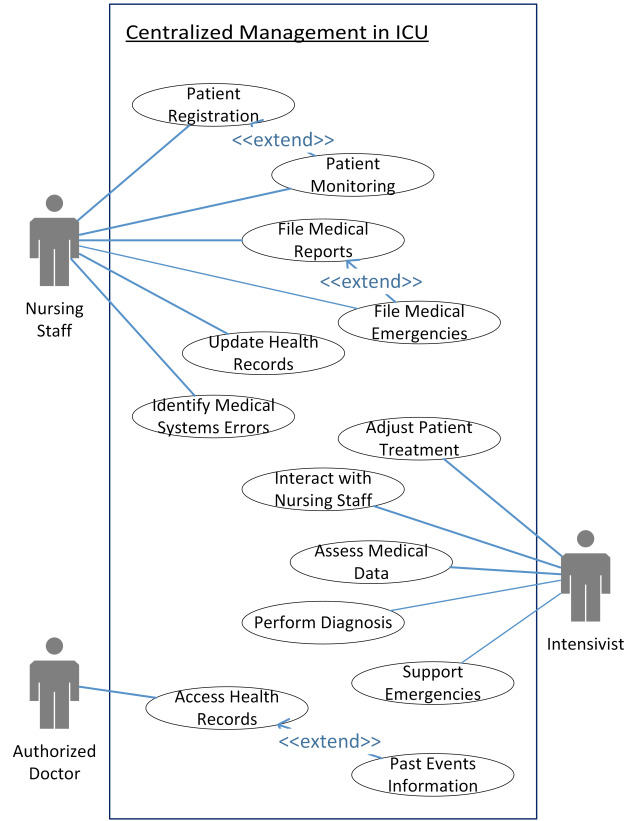 Centralized Management in ICU
Patient
Registration
<<extend>>
Patient
Monitoring
File Medical
Reports
<<extend>>
File Medical
Emergencies
Nursing
Staff
Update Health
Records
Identify Medical
Systems Errors
Adjust Patient
Treatment
Interact with
Nursing Staff
Assess Medical
Data
Perform Diagnosis
Intensivist
Support
Emergencies
Access Health
Records
Authorized
Doctor
<<extend>>
Past Events
Information